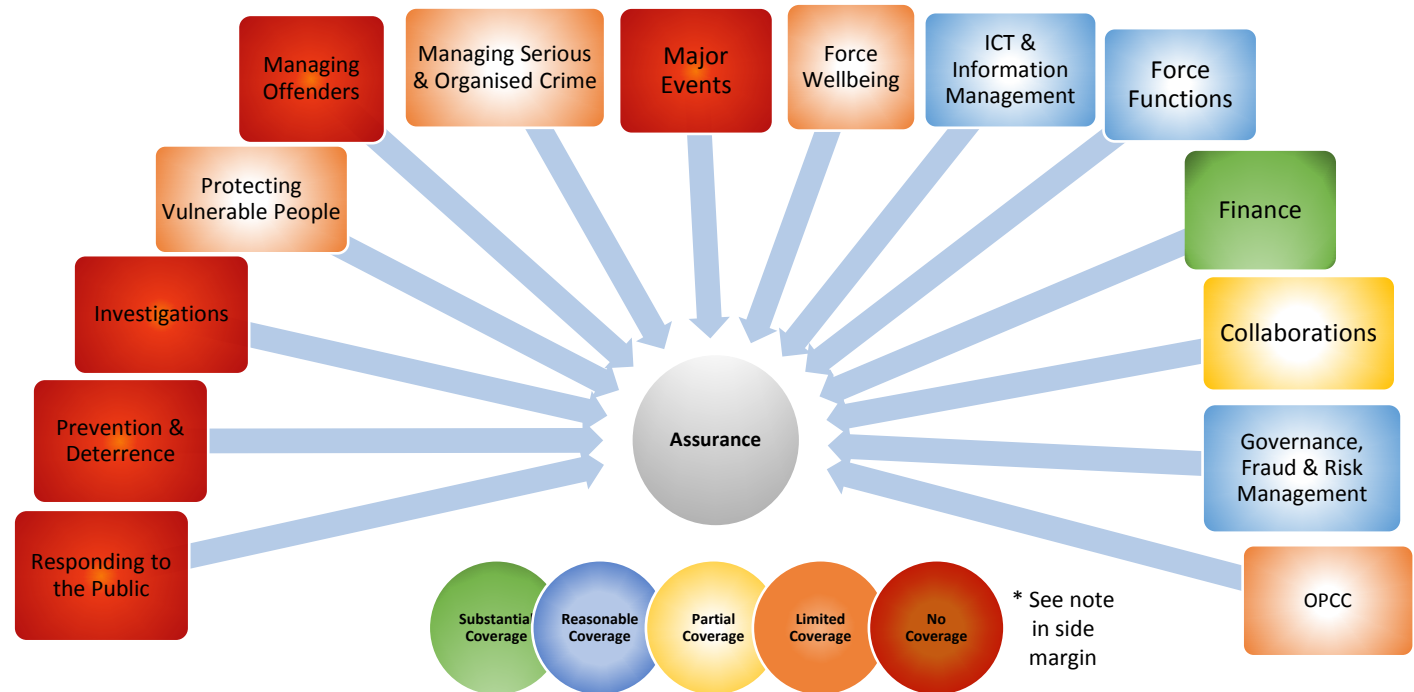 Managing
Offenders
Managing Serious
& Organised Crime
Major
Events
Force
Wellbeing
ICT &
Information
Management
Force
Functions
Protecting
Vulnerable People
Finance
Investigations
Collaborations
Prevention &
Deterrence
Assurance
Governance,
Fraud & Risk
Management
Responding to
the Public
OPCC
Substantial
Coverage
Reasonable
Coverage
Partial
Coverage
Limited
Coverage
No
Coverage
* See note
in side
margin